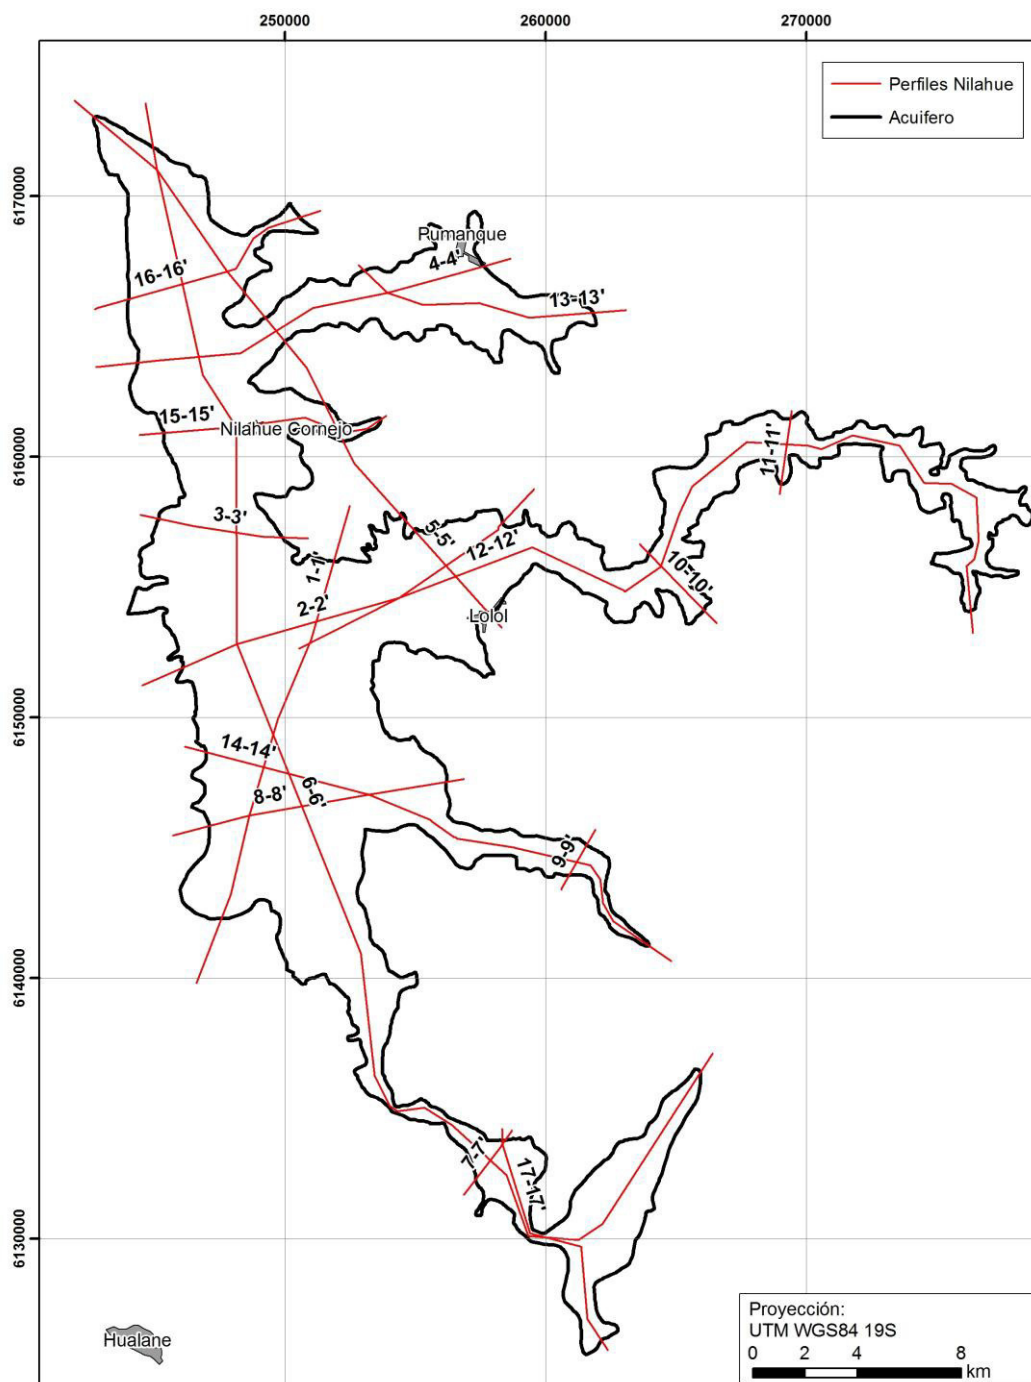 250000
260000
270000
Perfiles Nilahue
Acuifero
6170000
Pumanque
4-4'
16-16'
13-13'
15-15'
Nilahue Cornejo
11-11'
6160000
3-3'
5-5'
12-12'
1-1'
10-10'
2-2'
Lolol
6150000
14-14'
6-6'
8-8'
9-9'
6140000
7-7'
17-17'
6130000
Hualane
Proyección:
UTM WGS84 19S
0 2 4 8
km